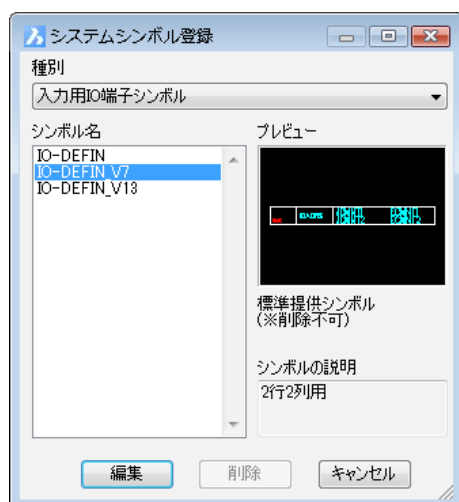 システムシンボル登録
種別
入力用IO端子シンボル
シンボル名
プレビュー
IO-DEFIN
IO-DEFIN_V7
IO-DEFIN_V13
標準提供シンボル
(※削除不可)
シンボルの説明
2行2列用
編集
削除
キャンセル